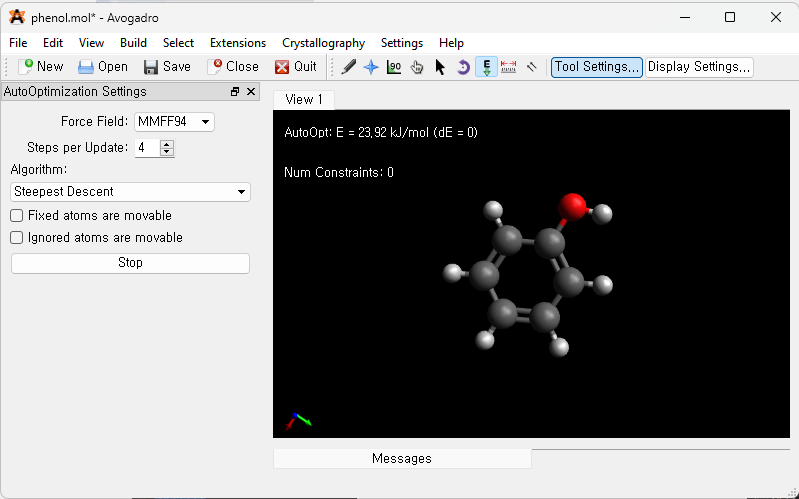 phenol.mol* - Avogadro
File Edit View Build Select Extensions Crystallography Settings Help
New Open Save Close Quit 90 E Tool Settings... Display Settings...
AutoOptimization Settings
View 1
Force Field: MMFF94
Steps per Update: 4
Algorithm:
Steepest Descent
Fixed atoms are movable
Ignored atoms are movable
Stop
AutoOpt: E = 23.92 kJ/mol (dE = 0)
Num Constraints: 0
Messages